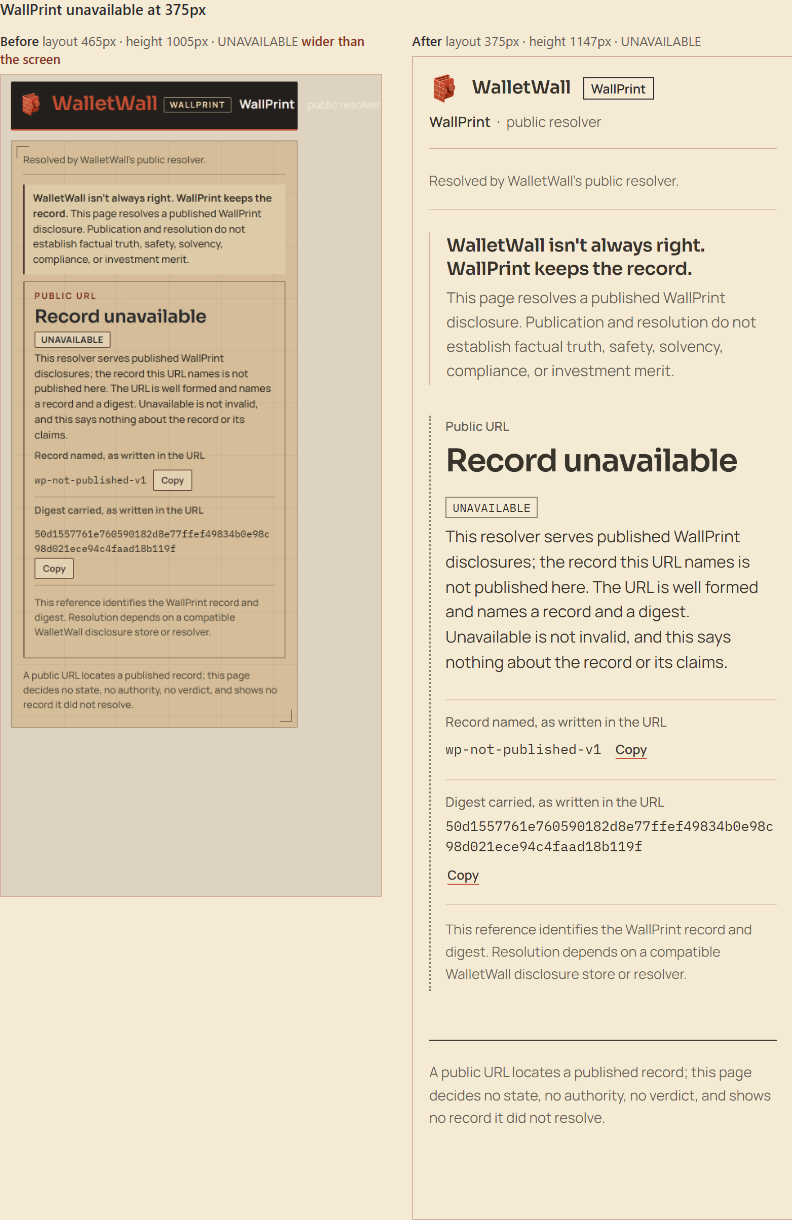 WallPrint unavailable at 375px
Before layout 465px · height 1005px · UNAVAILABLE wider than
the screen
WalletWall WALLPRINT WallPrint · public resolver
Resolved by WalletWall's public resolver.
WalletWall isn't always right. WallPrint keeps the
record. This page resolves a published WallPrint
disclosure. Publication and resolution do not
establish factual truth, safety, solvency,
compliance, or investment merit.
PUBLIC URL
Record unavailable
UNAVAILABLE
This resolver serves published WallPrint
disclosures; the record this URL names is not
published here. The URL is well formed and names
a record and a digest. Unavailable is not invalid,
and this says nothing about the record or its
claims.
Record named, as written in the URL
wp-not-published-v1 Copy
Digest carried, as written in the URL
50d1557761e760590182d8e77ffef49834b0e98c
98d021ece94c4faad18b119f
Copy
This reference identifies the WallPrint record and
digest. Resolution depends on a compatible
WalletWall disclosure store or resolver.
A public URL locates a published record; this page
decides no state, no authority, no verdict, and shows no
record it did not resolve.
After layout 375px · height 1147px · UNAVAILABLE
WalletWall WallPrint
WallPrint · public resolver
Resolved by WalletWall's public resolver.
WalletWall isn't always right.
WallPrint keeps the record.
This page resolves a published WallPrint
disclosure. Publication and resolution do not
establish factual truth, safety, solvency,
compliance, or investment merit.
Public URL
Record unavailable
UNAVAILABLE
This resolver serves published WallPrint
disclosures; the record this URL names is
not published here. The URL is well formed
and names a record and a digest.
Unavailable is not invalid, and this says
nothing about the record or its claims.
Record named, as written in the URL
wp-not-published-v1 Copy
Digest carried, as written in the URL
50d1557761e760590182d8e77ffef49834b0e98c
98d021ece94c4faad18b119f
Copy
This reference identifies the WallPrint record and
digest. Resolution depends on a compatible
WalletWall disclosure store or resolver.
A public URL locates a published record; this page
decides no state, no authority, no verdict, and shows
no record it did not resolve.